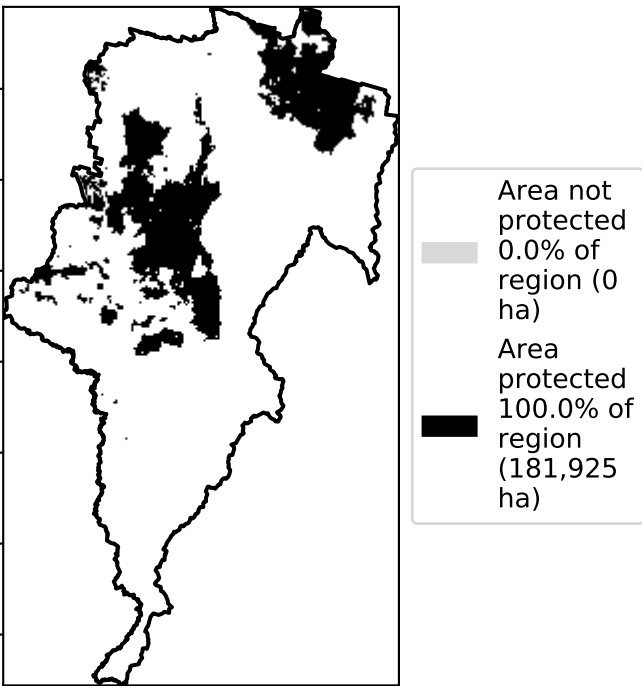 Area not
protected
0.0% of
region (0
ha)
Area
protected
100.0% of
region
(181,925
ha)